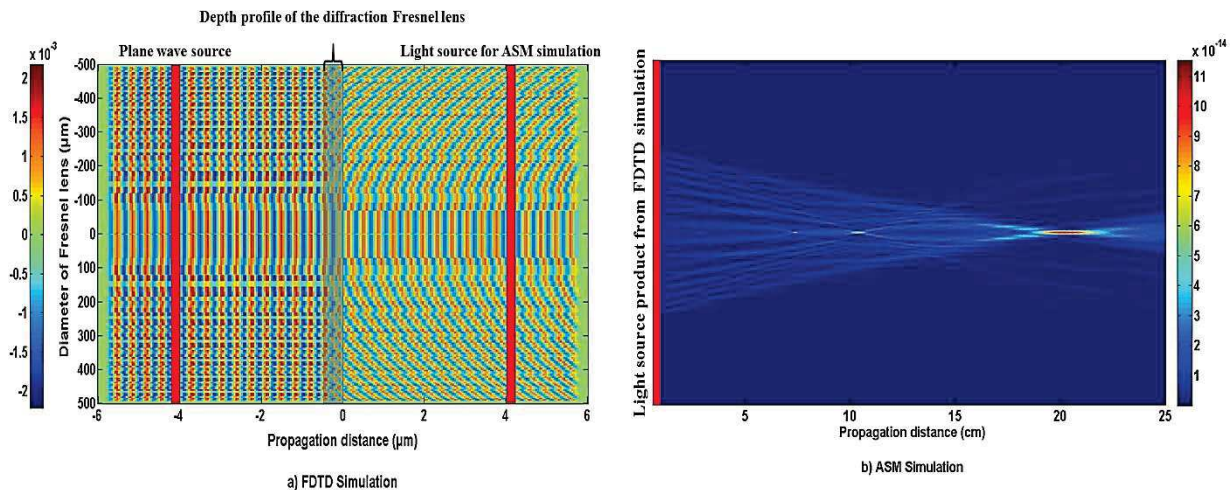 Depth profile of the diffraction Fresnel lens
Plane wave source
Light source for ASM simulation
x 10³
2
1.5
1
0.5
0
-0.5
-1
-1.5
-2
Diameter of Fresnel lens (µm)
-500
-400
-300
-200
-100
0
100
200
300
400
500
-6 -4 -2 0 2 4 6
Propagation distance (µm)
a) FDTD Simulation
Light source product from FDTD simulation
5 10 15 20 25
Propagation distance (cm)
b) ASM Simulation
x 10⁻¹⁴
11
10
9
8
7
6
5
4
3
2
1